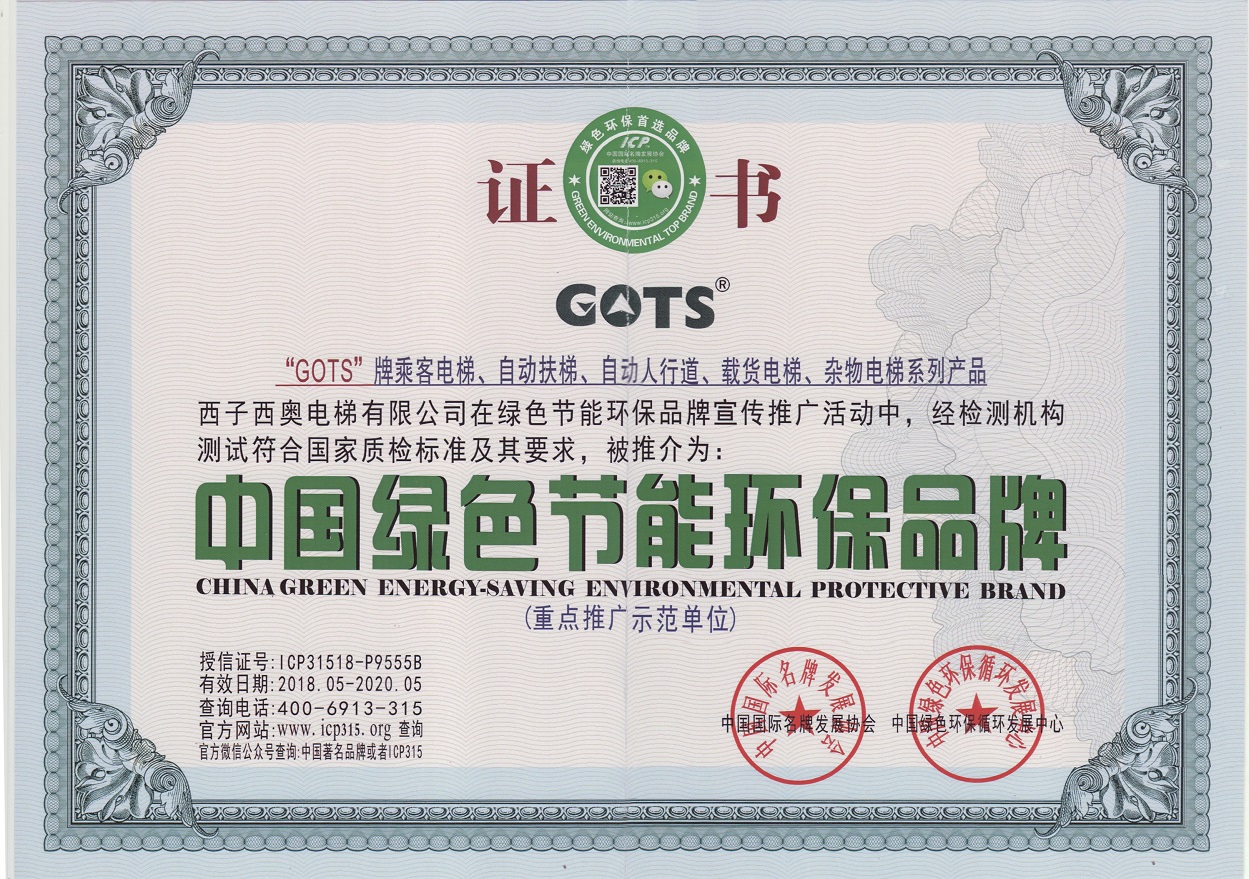 证 书
绿色环保首选品牌
ICP
中国国际名牌发展协会
www.icp315.org
GREEN ENVIRONMENTAL TOP BRAND
GOTS®
“GOTS”牌乘客电梯、自动扶梯、自动人行道、载货电梯、杂物电梯系列产品
西子西奥电梯有限公司在绿色节能环保品牌宣传推广活动中，经检测机构
测试符合国家质检标准及其要求，被推介为：
中国绿色节能环保品牌
CHINA GREEN ENERGY-SAVING ENVIRONMENTAL PROTECTIVE BRAND
(重点推广示范单位)
授信证号:ICP31518-P9555B
有效日期:2018.05-2020.05
查询电话:400-6913-315
官方网站:www.icp315.org 查询
官方微信公众号查询:中国著名品牌或者ICP315
中国国际名牌发展协会
中国国际名牌发展协会
中国绿色环保循环发展中心
中国绿色环保循环发展中心